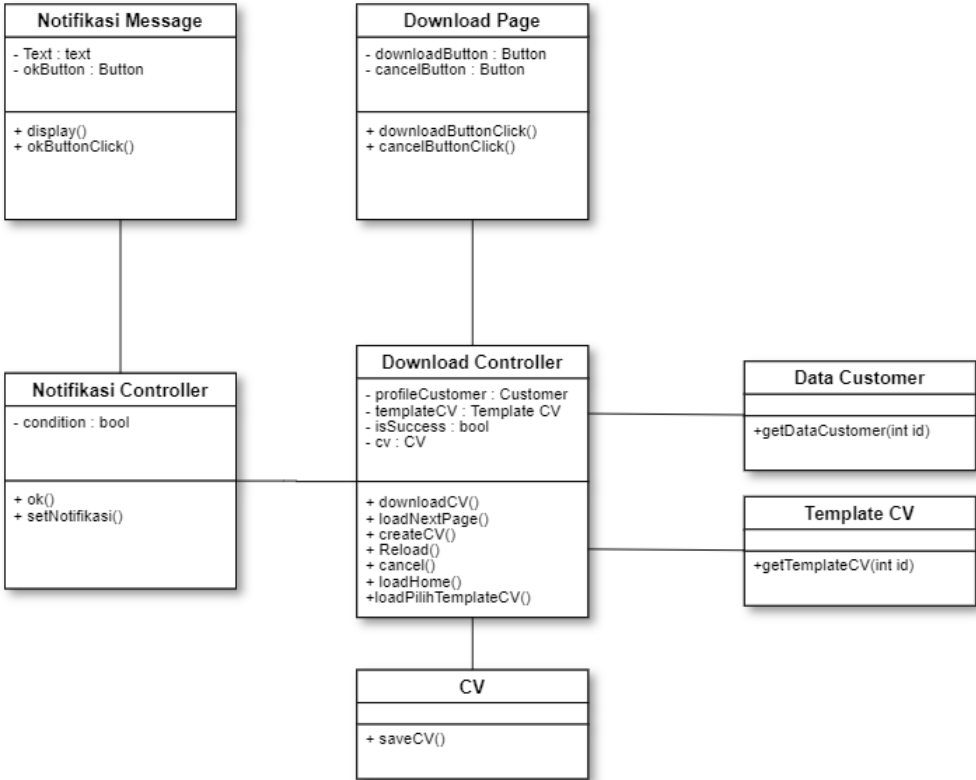 Notifikasi Message
- Text : text
- okButton : Button
+ display()
+ okButtonClick()
Download Page
- downloadButton : Button
- cancelButton : Button
+ downloadButtonClick()
+ cancelButtonClick()
Notifikasi Controller
- condition : bool
+ ok()
+ setNotifikasi()
Download Controller
- profileCustomer : Customer
- templateCV : Template CV
- isSuccess : bool
- cv : CV
+ downloadCV()
+ loadNextPage()
+ createCV()
+ Reload()
+ cancel()
+ loadHome()
+loadPilihTemplateCV()
Data Customer
+getDataCustomer(int id)
Template CV
+getTemplateCV(int id)
CV
+ saveCV()